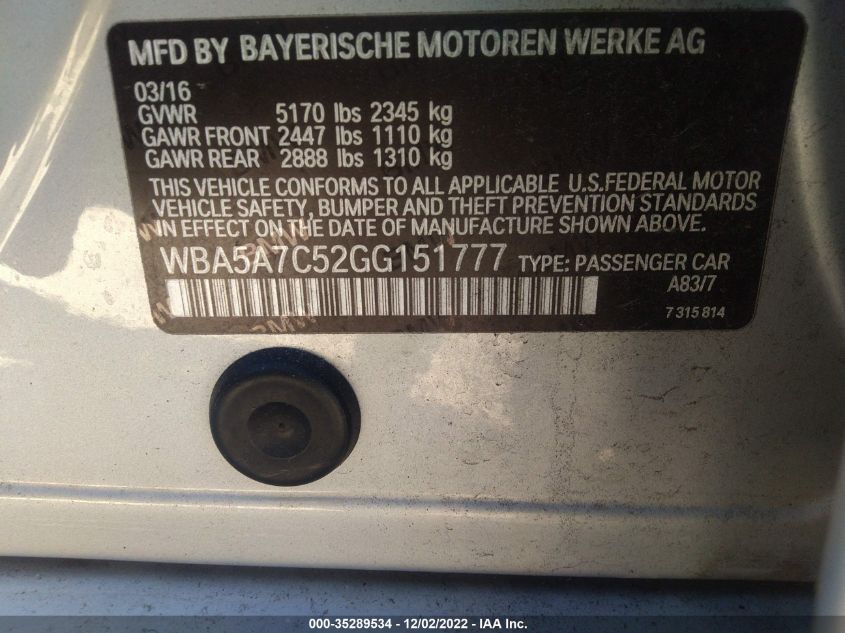 MFD BY BAYERISCHE MOTOREN WERKE AG
03/16
GVWR 5170 lbs 2345 kg
GAWR FRONT 2447 lbs 1110 kg
GAWR REAR 2888 lbs 1310 kg
THIS VEHICLE CONFORMS TO ALL APPLICABLE U.S.FEDERAL MOTOR
VEHICLE SAFETY, BUMPER AND THEFT PREVENTION STANDARDS
IN EFFECT ON THE DATE OF MANUFACTURE SHOWN ABOVE.
WBA5A7C52GG151777 TYPE: PASSENGER CAR
A83/7
7 315 814
000-35289534 - 12/02/2022 - IAA Inc.